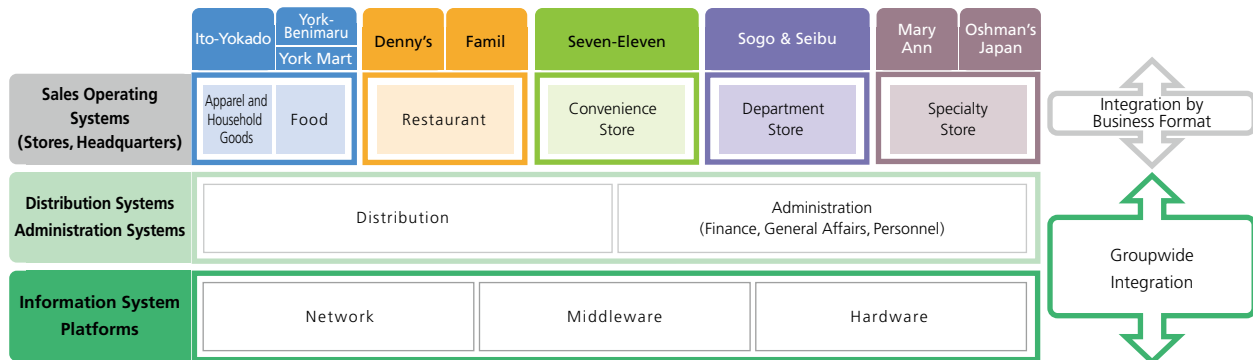 Ito-Yokado
York-
Benimaru
York Mart
Denny's
Famil
Seven-Eleven
Sogo & Seibu
Mary
Ann
Oshman's
Japan
Sales Operating
Systems
(Stores, Headquarters)
Apparel and
Household
Goods
Food
Restaurant
Convenience
Store
Department
Store
Specialty
Store
Integration by
Business Format
Distribution Systems
Administration Systems
Distribution
Administration
(Finance, General Affairs, Personnel)
Groupwide
Integration
Information System
Platforms
Network
Middleware
Hardware